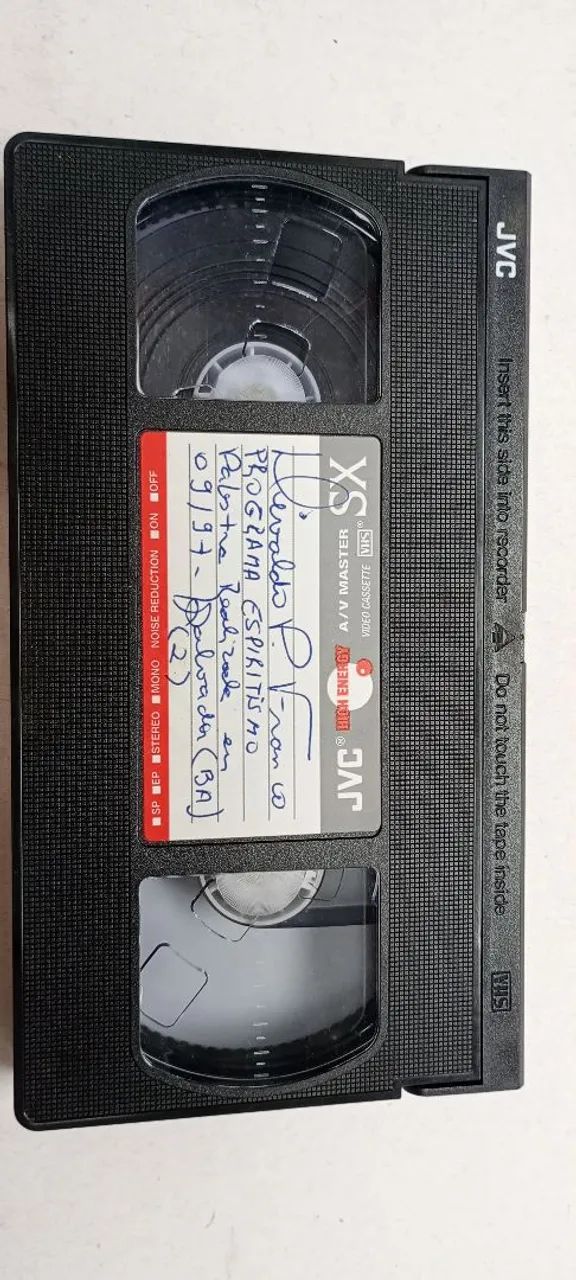 JVC
Insert this side into recorder
Do not touch the tape inside
VHS
JVC® HIGH ENERGY A/V MASTER SX
VIDEO CASSETTE VHS®
Divaldo P. Franco
PROGRAMA ESPIRITISMO
Palestra Realizada en
09/97 - Salvador (BA)
(2)
SP EP STEREO MONO NOISE REDUCTION ON OFF